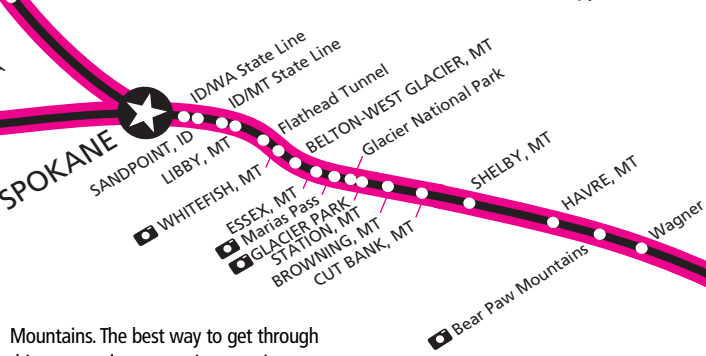 SPOKANE
ID/WA State Line
SANDPOINT, ID
ID/MT State Line
LIBBY, MT
Flathead Tunnel
WHITEFISH, MT
BELTON-WEST GLACIER, MT
ESSEX, MT
Marias Pass
Glacier National Park
GLACIER PARK
STATION, MT
BROWNING, MT
CUT BANK, MT
SHELBY, MT
HAVRE, MT
Bear Paw Mountains
Wagner
Mountains. The best way to get through